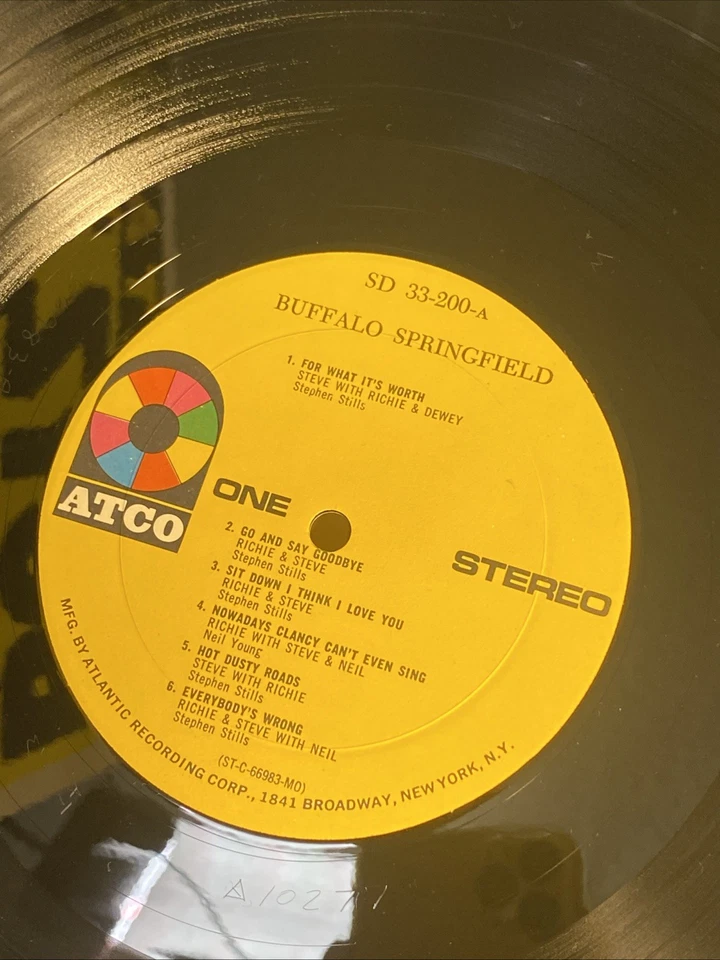 SD 33-200-A
BUFFALO SPRINGFIELD
1. FOR WHAT IT'S WORTH
STEVE WITH RICHIE & DEWEY
Stephen Stills
ATCO
ONE
STEREO
2. GO AND SAY GOODBYE
RICHIE & STEVE
Stephen Stills
3. SIT DOWN I THINK I LOVE YOU
RICHIE & STEVE
Stephen Stills
4. NOWADAYS CLANCY CAN'T EVEN SING
RICHIE WITH STEVE & NEIL
Neil Young
5. HOT DUSTY ROADS
STEVE WITH RICHIE
Stephen Stills
6. EVERYBODY'S WRONG
RICHIE & STEVE WITH NEIL
Stephen Stills
(ST-C-66983-MO)
MFG. BY ATLANTIC RECORDING CORP., 1841 BROADWAY, NEW YORK, N.Y.
Δ10271